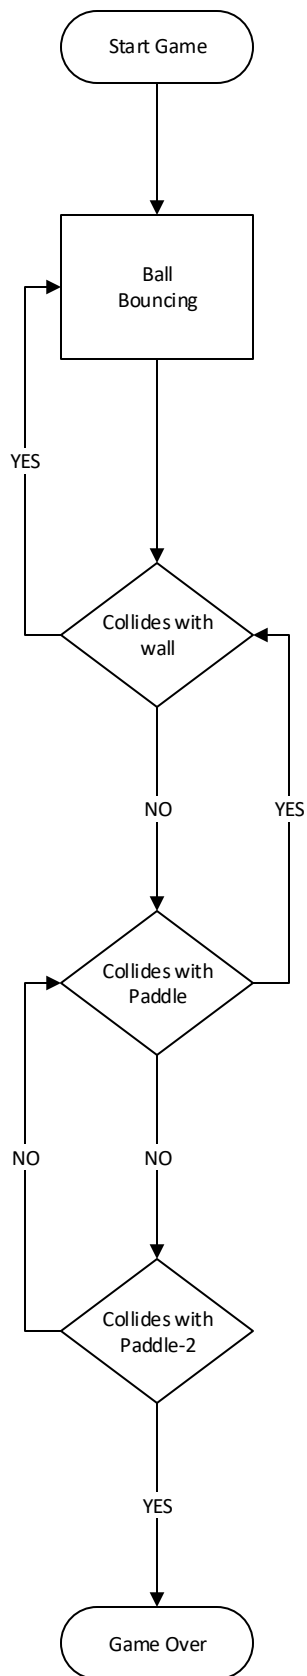 Start Game
Ball
Bouncing
YES
Collides with
wall
NO
YES
Collides with
Paddle
NO
NO
Collides with
Paddle-2
YES
Game Over